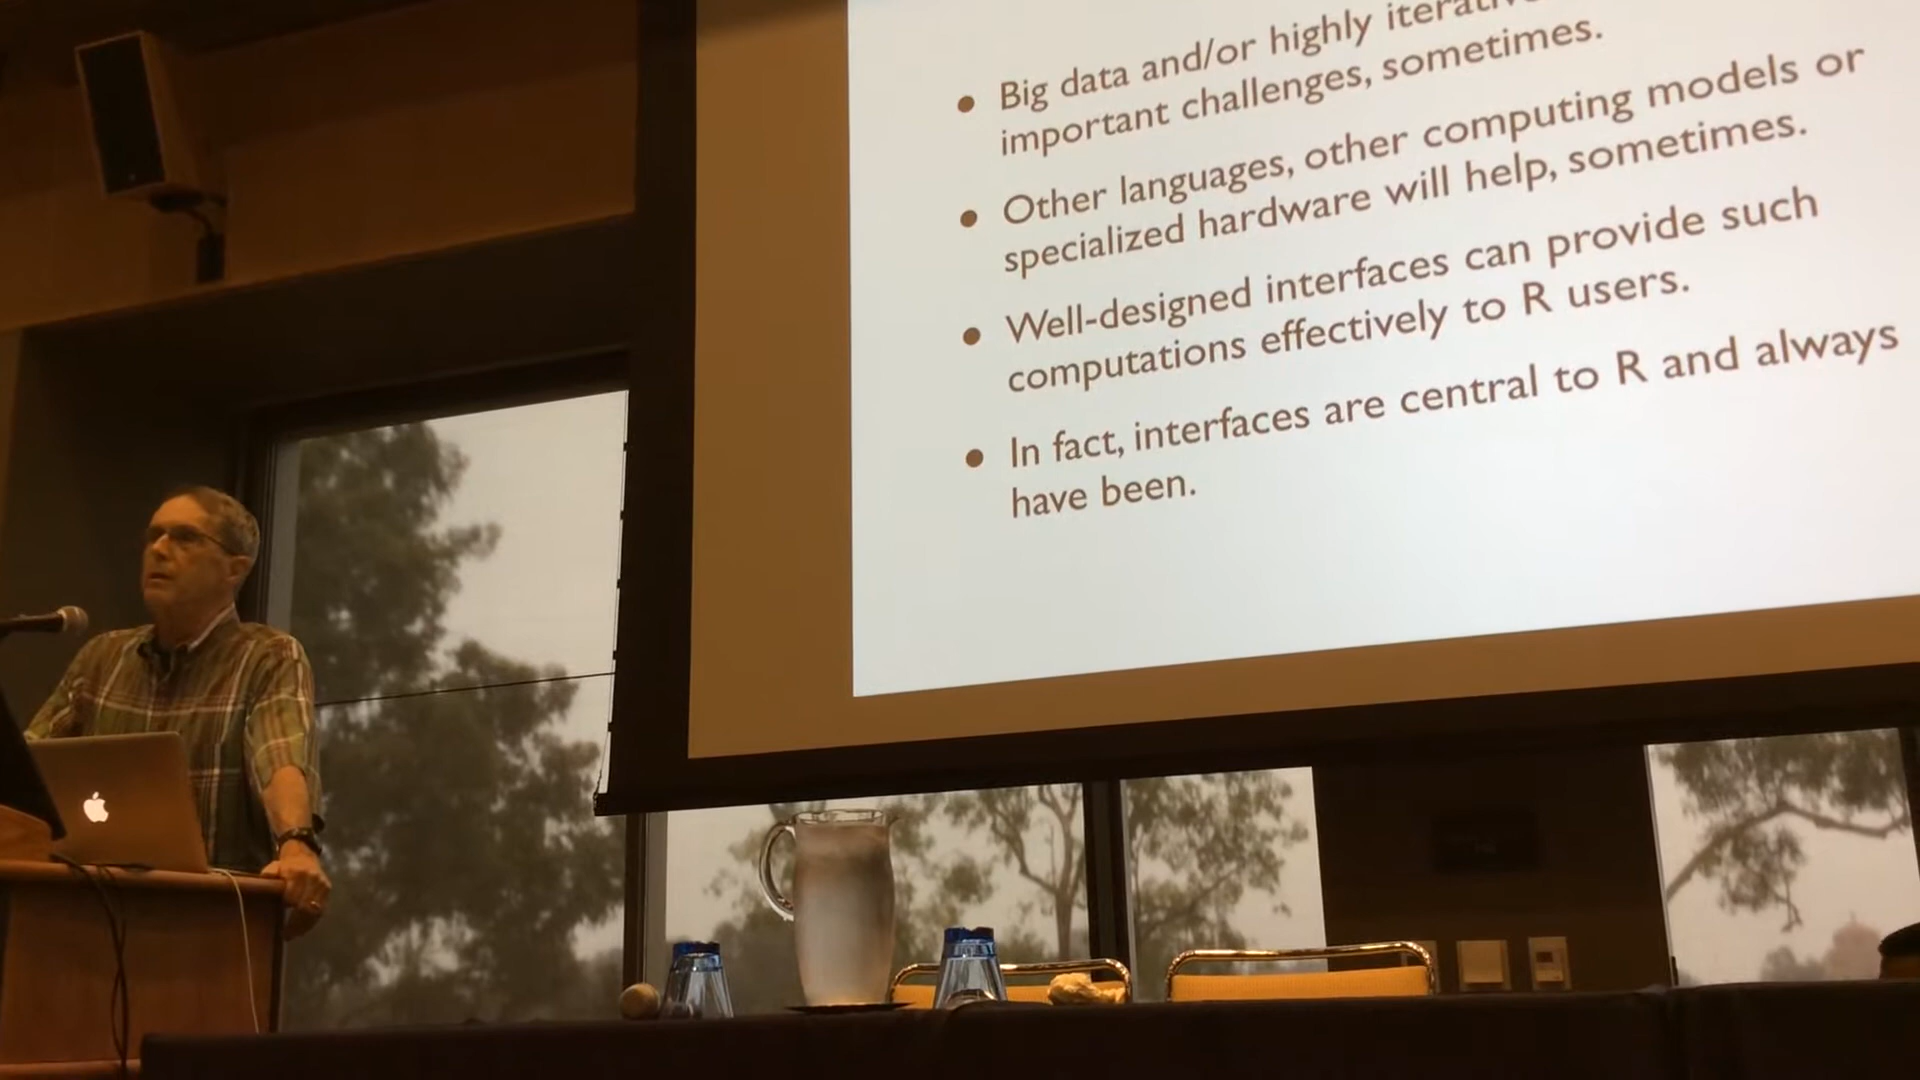 Big data and/or highly
important challenges, sometimes.
Other languages, other computing models or
specialized hardware will help, sometimes.
Well-designed interfaces can provide such
computations effectively to R users.
In fact, interfaces are central to R and always
have been.